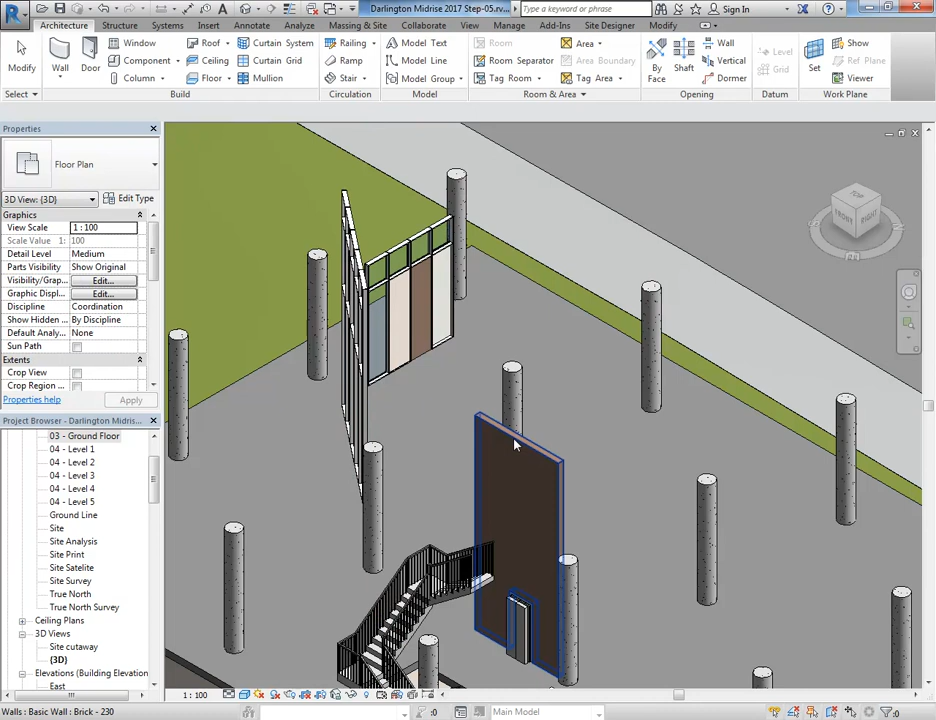 Darlington Midrise 2017 Step-05.rv...
Type a keyword or phrase
Sign In
Architecture Structure Systems Insert Annotate Analyze Massing & Site Collaborate View Manage Add-Ins Site Designer Modify
Modify Wall Door Window Component Column Roof Ceiling Floor Curtain System Curtain Grid Mullion Railing Ramp Stair Model Text Model Line Model Group Room Room Separator Tag Room Area Area Boundary Tag Area By Face Shaft Wall Vertical Dormer Level Grid Set Show Ref Plane Viewer
Select Build Circulation Model Room & Area Opening Datum Work Plane
Properties
Floor Plan
3D View: {3D} Edit Type
Graphics
View Scale 1 : 100
Scale Value 1: 100
Detail Level Medium
Parts Visibility Show Original
Visibility/Grap... Edit...
Graphic Displ... Edit...
Discipline Coordination
Show Hidden ... By Discipline
Default Analy... None
Sun Path
Extents
Crop View
Crop Region ...
Properties help Apply
Project Browser - Darlington Midris...
03 - Ground Floor
04 - Level 1
04 - Level 2
04 - Level 3
04 - Level 4
04 - Level 5
Ground Line
Site
Site Analysis
Site Print
Site Satelite
Site Survey
True North
True North Survey
Ceiling Plans
3D Views
Site cutaway
{3D}
Elevations (Building Elevation
East
TOP
FRONT
RIGHT
1 : 100
Walls : Basic Wall : Brick - 230
:0
Main Model
:0